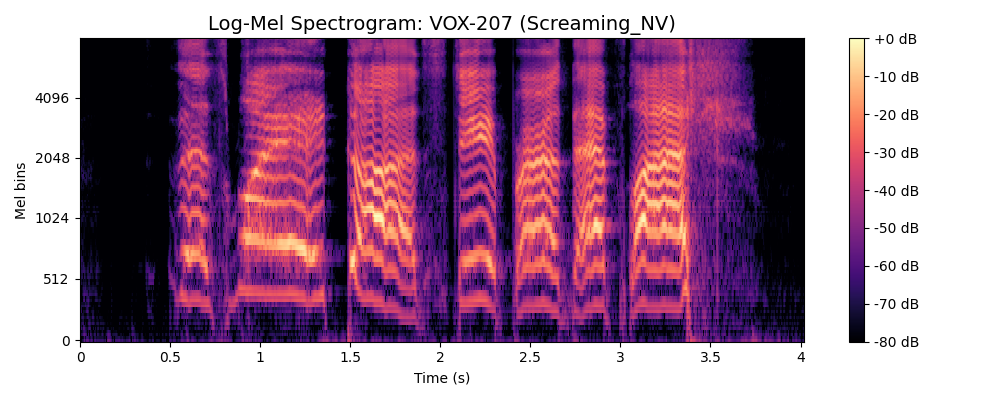 Log-Mel Spectrogram: VOX-207 (Screaming_NV)
Mel bins
4096
2048
1024
512
0
0
0.5
1
1.5
2
2.5
3
3.5
4
Time (s)
+0 dB
-10 dB
-20 dB
-30 dB
-40 dB
-50 dB
-60 dB
-70 dB
-80 dB